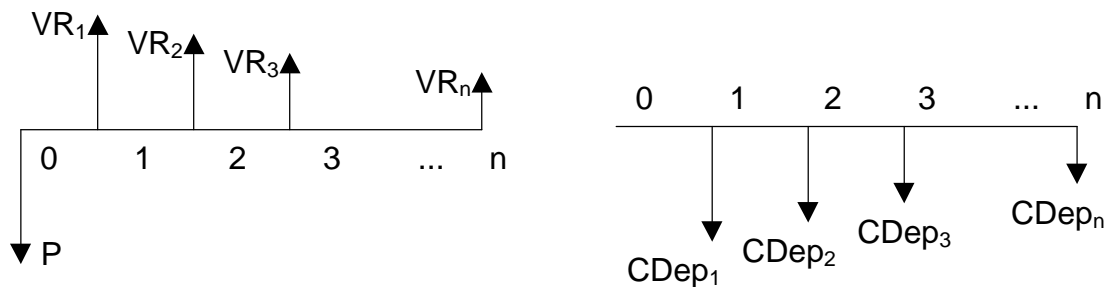 VR1
VR2
VR3
VRn
0 1 2 3 ... n
P
0 1 2 3 ... n
CDep1
CDep2
CDep3
CDepn